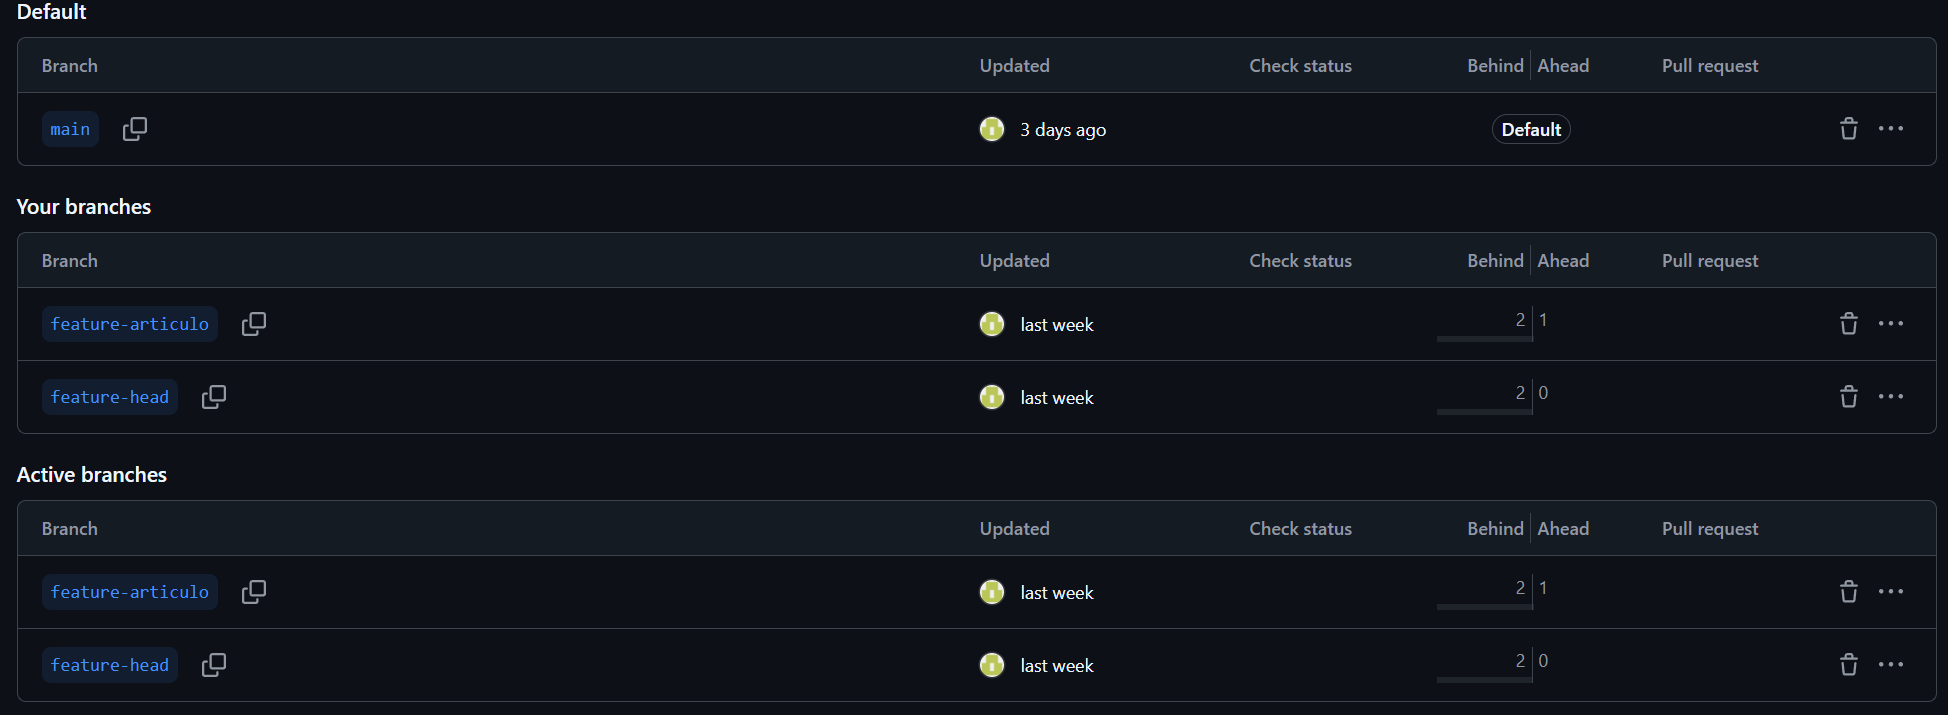 Default
Branch Updated Check status Behind Ahead Pull request
main 3 days ago Default
Your branches
Branch Updated Check status Behind Ahead Pull request
feature-articulo last week 2 1
feature-head last week 2 0
Active branches
Branch Updated Check status Behind Ahead Pull request
feature-articulo last week 2 1
feature-head last week 2 0